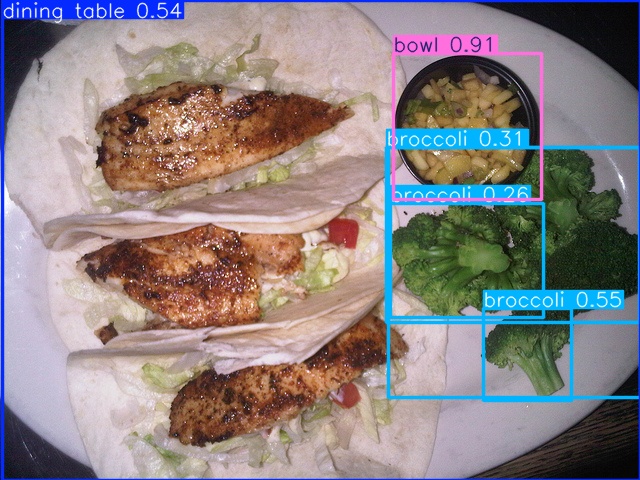 dining table 0.54
bowl 0.91
broccoli 0.31
broccoli 0.26
broccoli 0.55